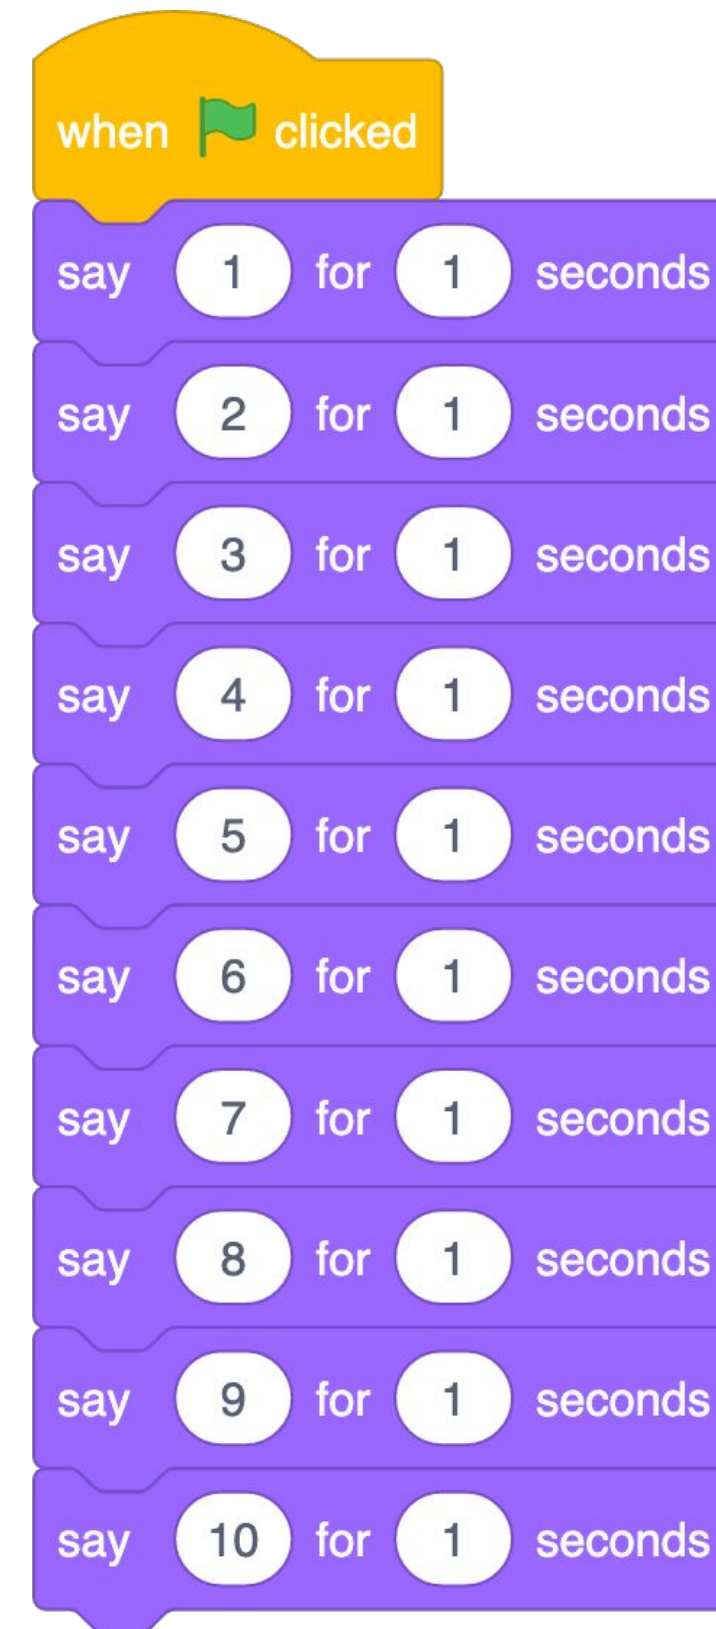 when clicked
say 1 for 1 seconds
say 2 for 1 seconds
say 3 for 1 seconds
say 4 for 1 seconds
say 5 for 1 seconds
say 6 for 1 seconds
say 7 for 1 seconds
say 8 for 1 seconds
say 9 for 1 seconds
say 10 for 1 seconds